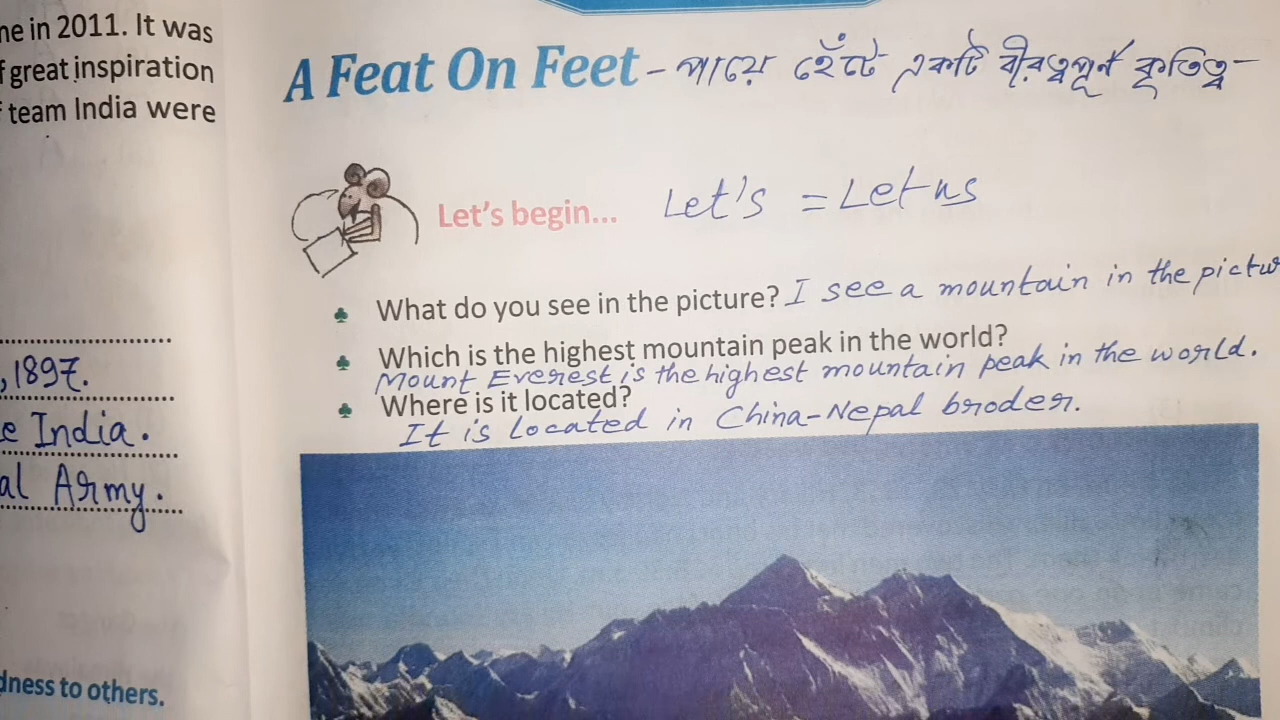 ne in 2011. It was
f great inspiration
team India were
, 1897.
e India.
al Army.
dness to others.
A Feat On Feet - পায়ে হেঁটে একটি বীরত্বপূর্ণ কৃতিত্ব-
Let's begin... Let's = Let us
What do you see in the picture? I see a mountain in the pictu
Which is the highest mountain peak in the world?
Mount Everest is the highest mountain peak in the world.
Where is it located?
It is located in China-Nepal broder.